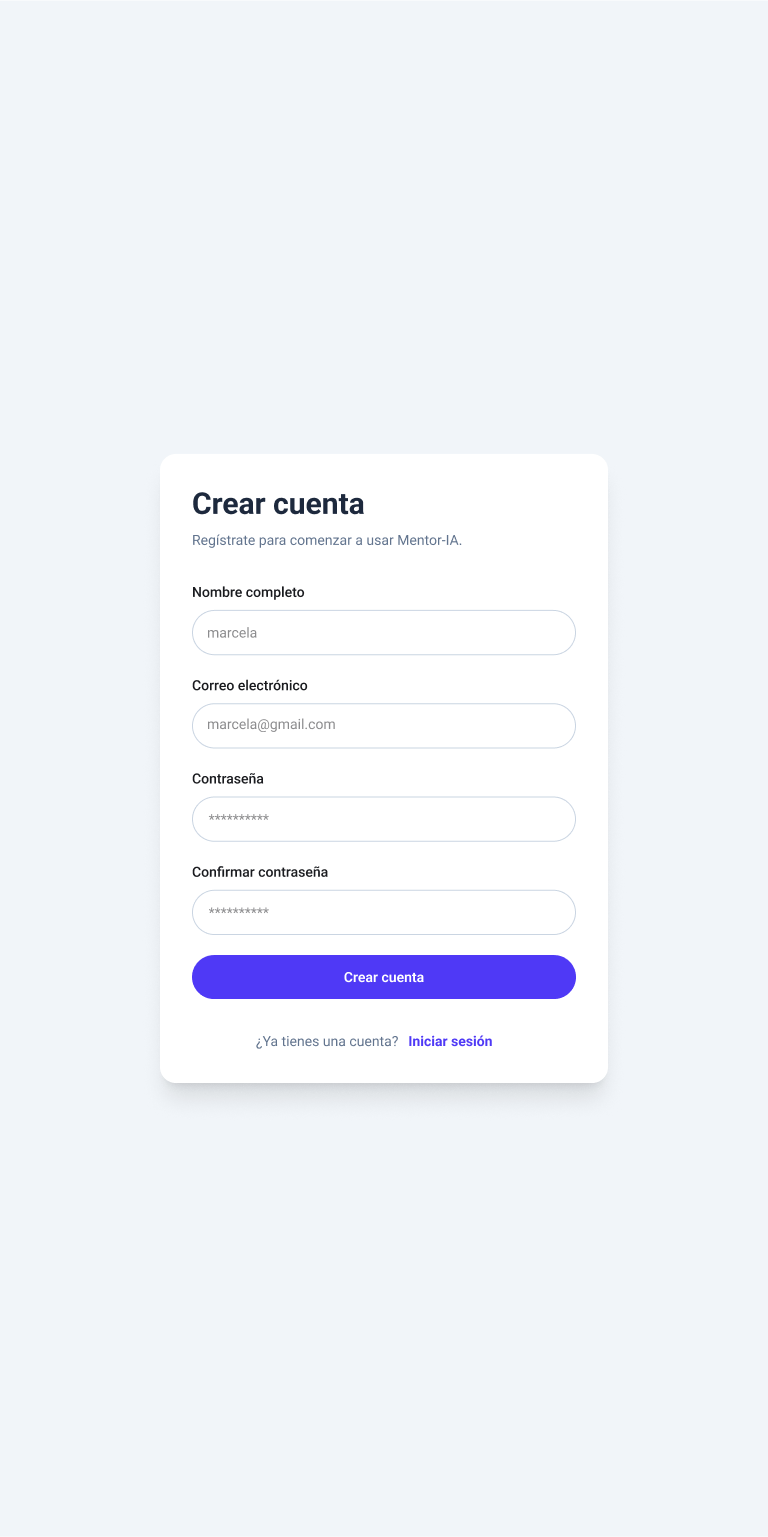 Crear cuenta
Regístrate para comenzar a usar Mentor-IA.
Nombre completo
marcela
Correo electrónico
marcela@gmail.com
Contraseña
**********
Confirmar contraseña
**********
Crear cuenta
¿Ya tienes una cuenta? Iniciar sesión